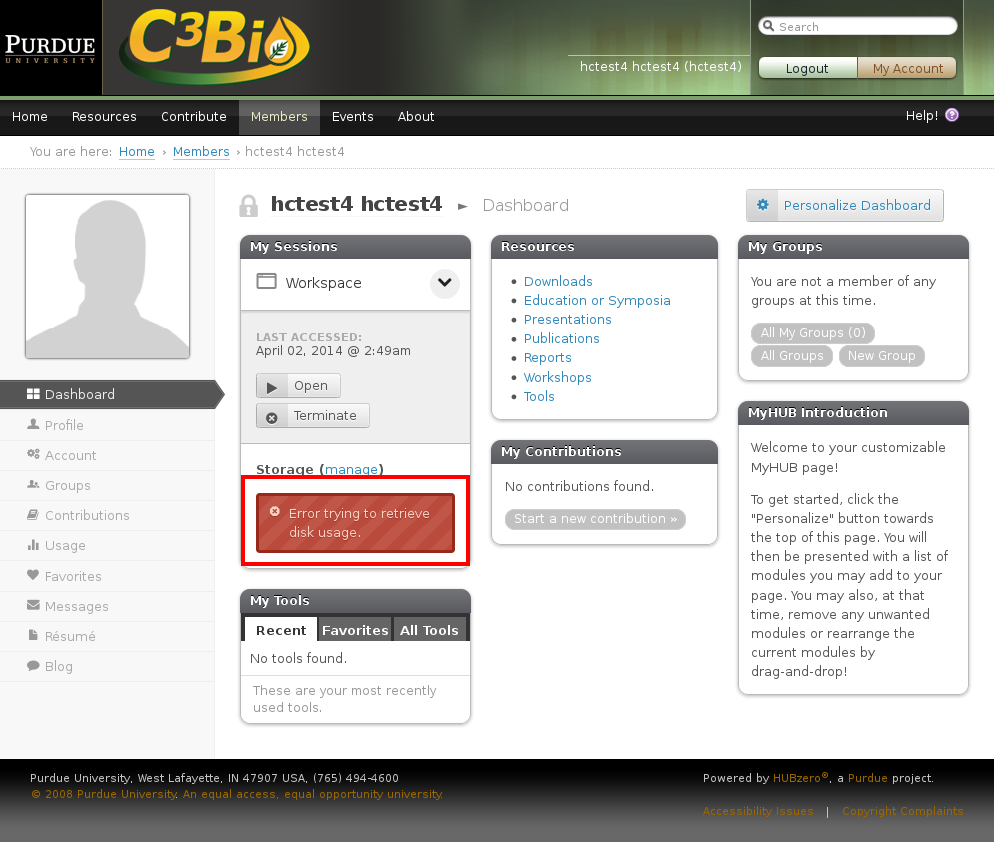 PURDUE
UNIVERSITY
C3Bio
hctest4 hctest4 (hctest4)
Search
Logout
My Account
Home
Resources
Contribute
Members
Events
About
Help! ?
You are here: Home › Members › hctest4 hctest4
hctest4 hctest4 ► Dashboard
Personalize Dashboard
Dashboard
Profile
Account
Groups
Contributions
Usage
Favorites
Messages
Résumé
Blog
My Sessions
Workspace
LAST ACCESSED:
April 02, 2014 @ 2:49am
Open
Terminate
Storage (manage)
Error trying to retrieve
disk usage.
My Tools
Recent
Favorites
All Tools
No tools found.
These are your most recently
used tools.
Resources
• Downloads
• Education or Symposia
• Presentations
• Publications
• Reports
• Workshops
• Tools
My Contributions
No contributions found.
Start a new contribution »
My Groups
You are not a member of any
groups at this time.
All My Groups (0)
All Groups
New Group
MyHUB Introduction
Welcome to your customizable
MyHUB page!
To get started, click the
"Personalize" button towards
the top of this page. You will
then be presented with a list of
modules you may add to your
page. You may also, at that
time, remove any unwanted
modules or rearrange the
current modules by
drag-and-drop!
Purdue University, West Lafayette, IN 47907 USA, (765) 494-4600
© 2008 Purdue University. An equal access, equal opportunity university.
Powered by HUBzero®, a Purdue project.
Accessibility Issues | Copyright Complaints